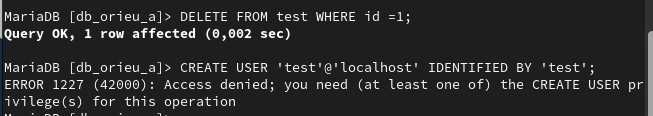 MariaDB [db_orieu_a]> DELETE FROM test WHERE id =1;
Query OK, 1 row affected (0,002 sec)
MariaDB [db_orieu_a]> CREATE USER 'test'@'localhost' IDENTIFIED BY 'test';
ERROR 1227 (42000): Access denied; you need (at least one of) the CREATE USER pr
ivilege(s) for this operation